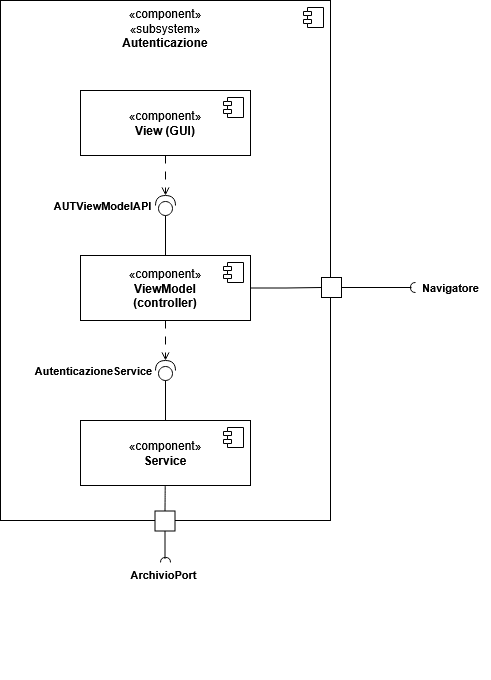 «component»
«subsystem»
Autenticazione
«component»
View (GUI)
AUTViewModelAPI
«component»
ViewModel
(controller)
Navigatore
AutenticazioneService
«component»
Service
ArchivioPort